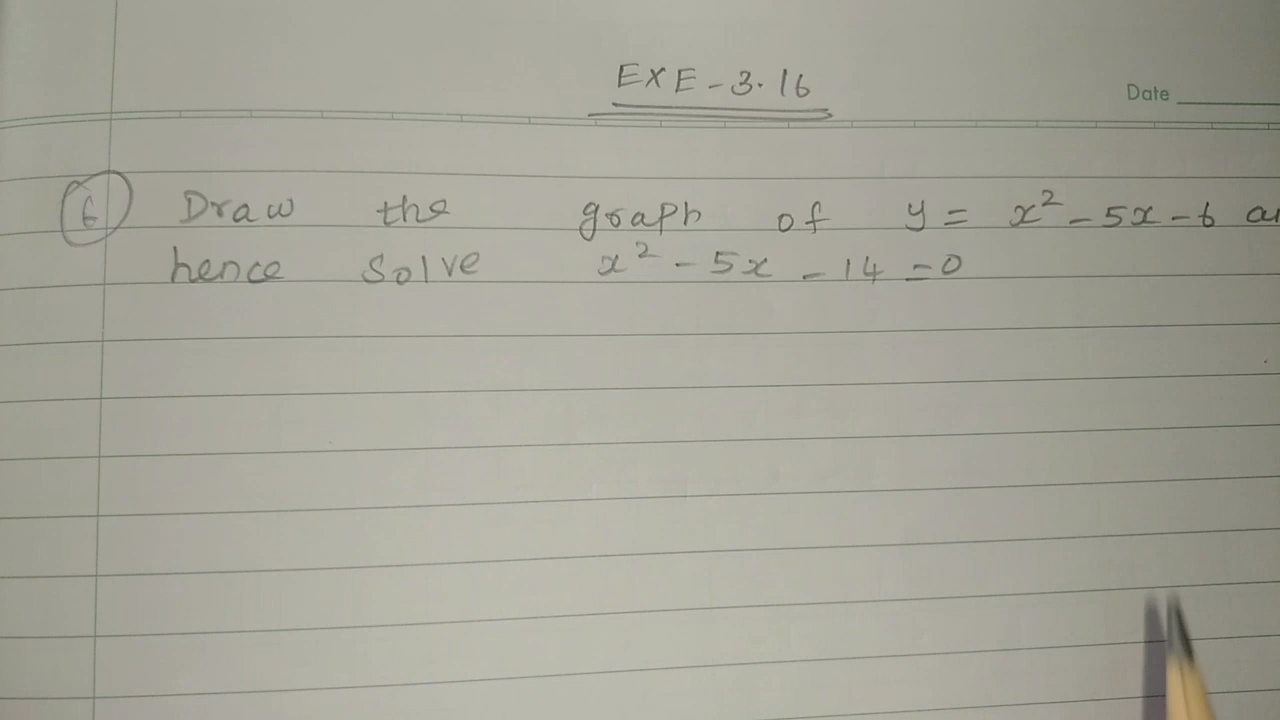 EXE-3.16
Date
6 Draw the graph of y = x² - 5x - 6
hence solve x² - 5x - 14 = 0